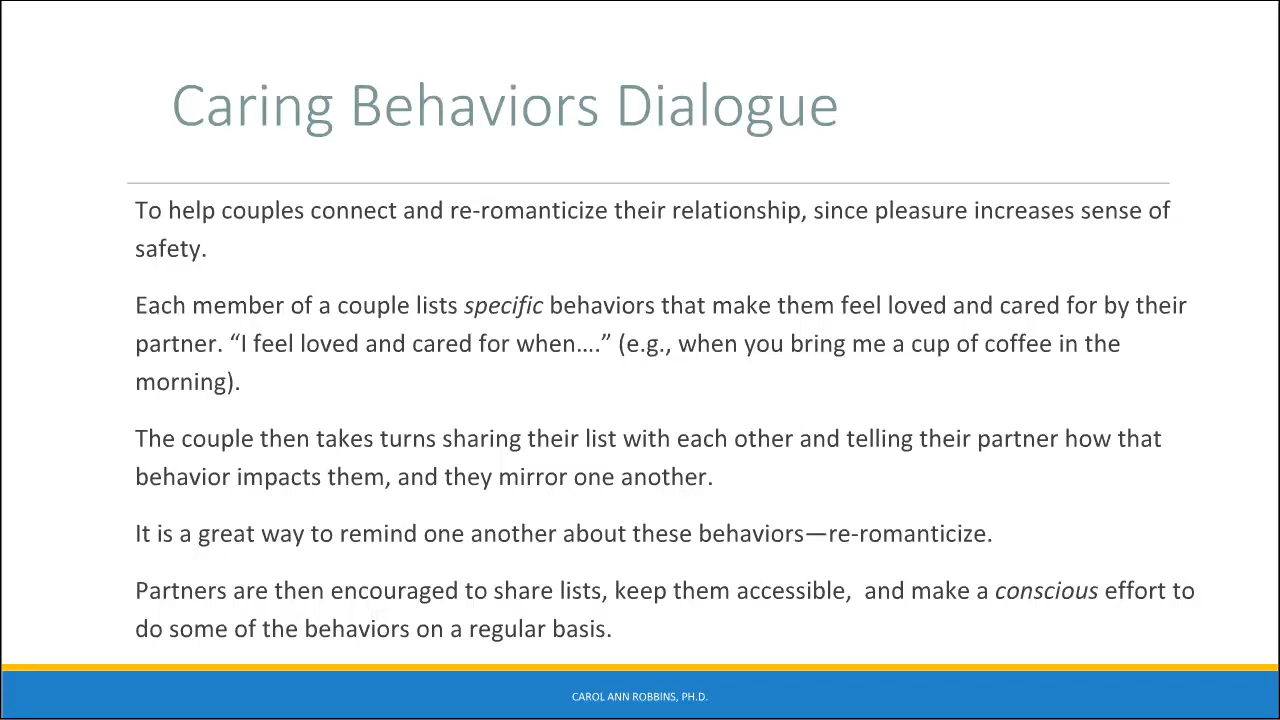 Caring Behaviors Dialogue
To help couples connect and re-romanticize their relationship, since pleasure increases sense of
safety.
Each member of a couple lists specific behaviors that make them feel loved and cared for by their
partner. “I feel loved and cared for when….” (e.g., when you bring me a cup of coffee in the
morning).
The couple then takes turns sharing their list with each other and telling their partner how that
behavior impacts them, and they mirror one another.
It is a great way to remind one another about these behaviors—re-romanticize.
Partners are then encouraged to share lists, keep them accessible,  and make a conscious effort to
do some of the behaviors on a regular basis.
CAROL ANN ROBBINS, PH.D.